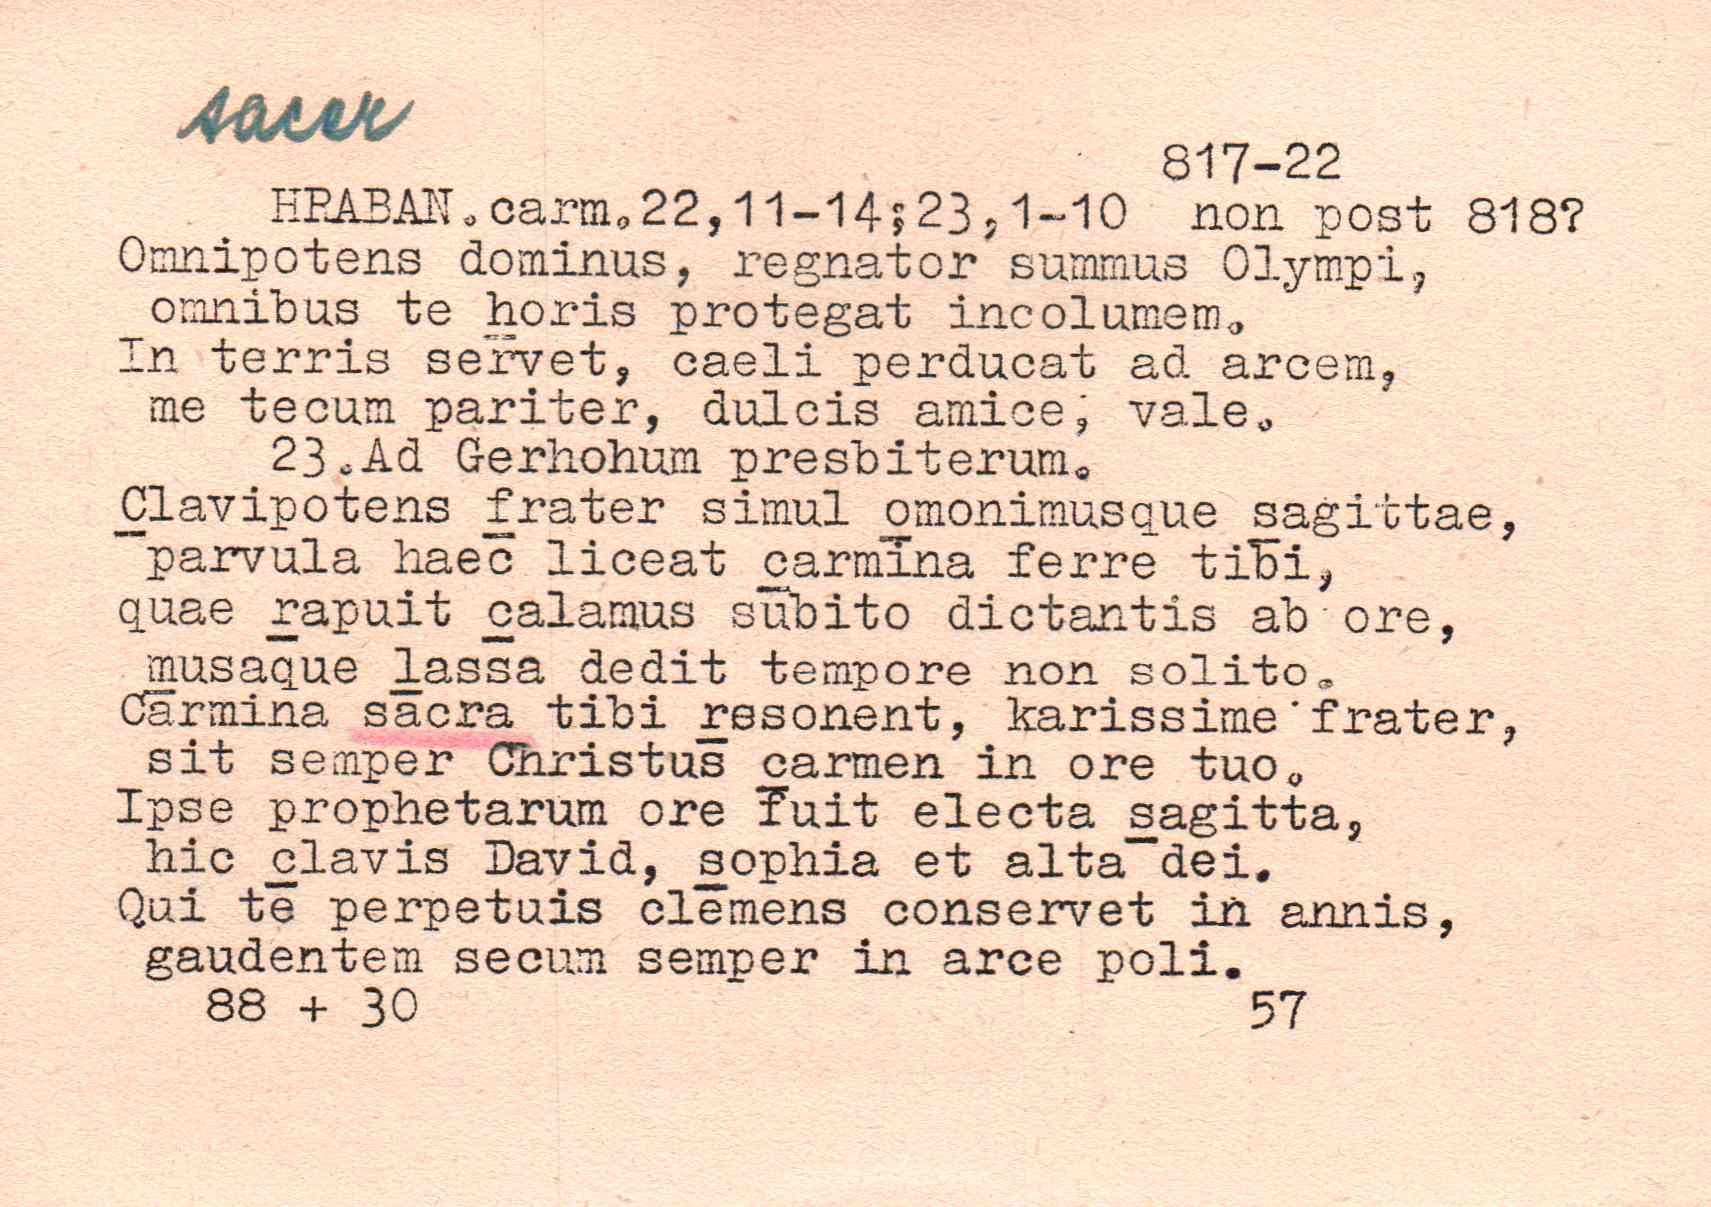 sacer
817-22
HRABAN.carm.22,11-14;23,1-10 non post 818?
Omnipotens dominus, regnator summus Olympi,
omnibus te horis protegat incolumem.
In terris servet, caeli perducat ad arcem,
me tecum pariter, dulcis amice, vale.
23.Ad Gerhohum presbiterum.
Clavipotens frater simul omonimusque sagittae,
parvula haec liceat carmina ferre tibi,
quae rapuit calamus subito dictantis ab ore,
musaque lassa dedit tempore non solito.
Carmina sacra tibi resonent, karissime frater,
sit semper Christus carmen in ore tuo.
Ipse prophetarum ore fuit electa sagitta,
hic clavis David, sophia et alta dei.
Qui te perpetuis clemens conservet in annis,
gaudentem secum semper in arce poli.
88 + 30 57